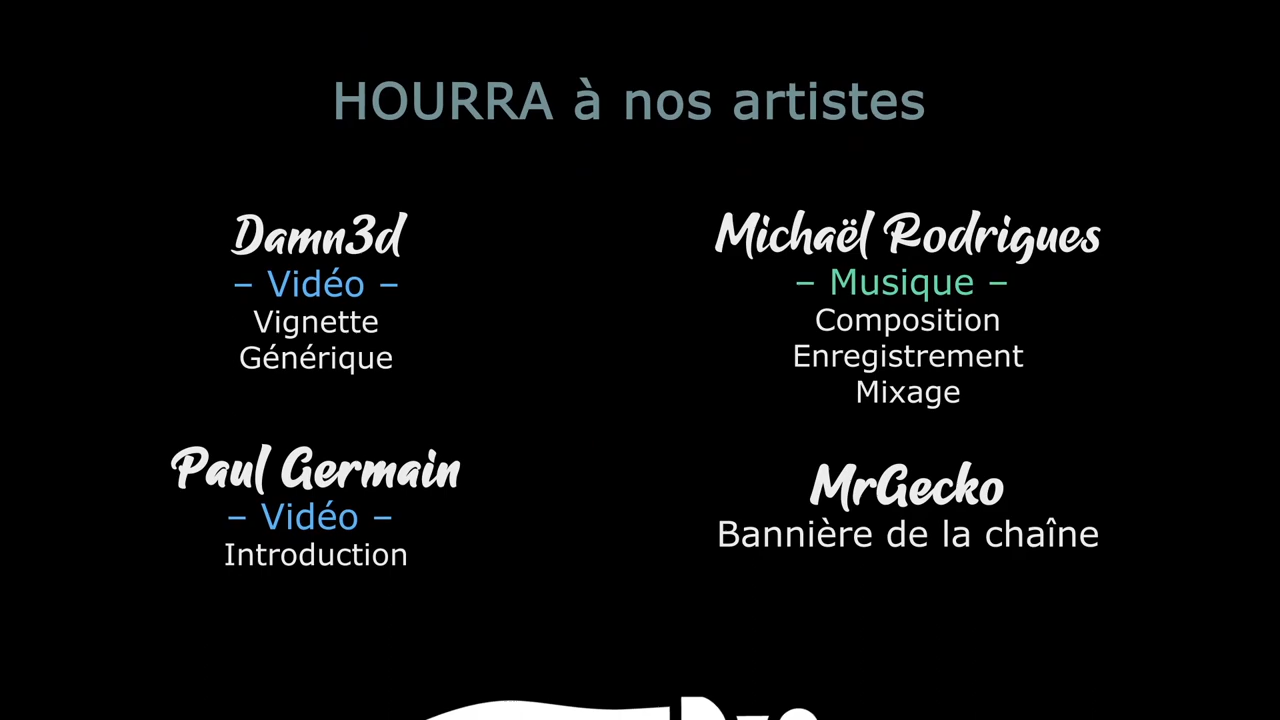 HOURRA à nos artistes
Damn3d
– Vidéo –
Vignette
Générique
Michaël Rodrigues
– Musique –
Composition
Enregistrement
Mixage
Paul Germain
– Vidéo –
Introduction
MrGecko
Bannière de la chaîne